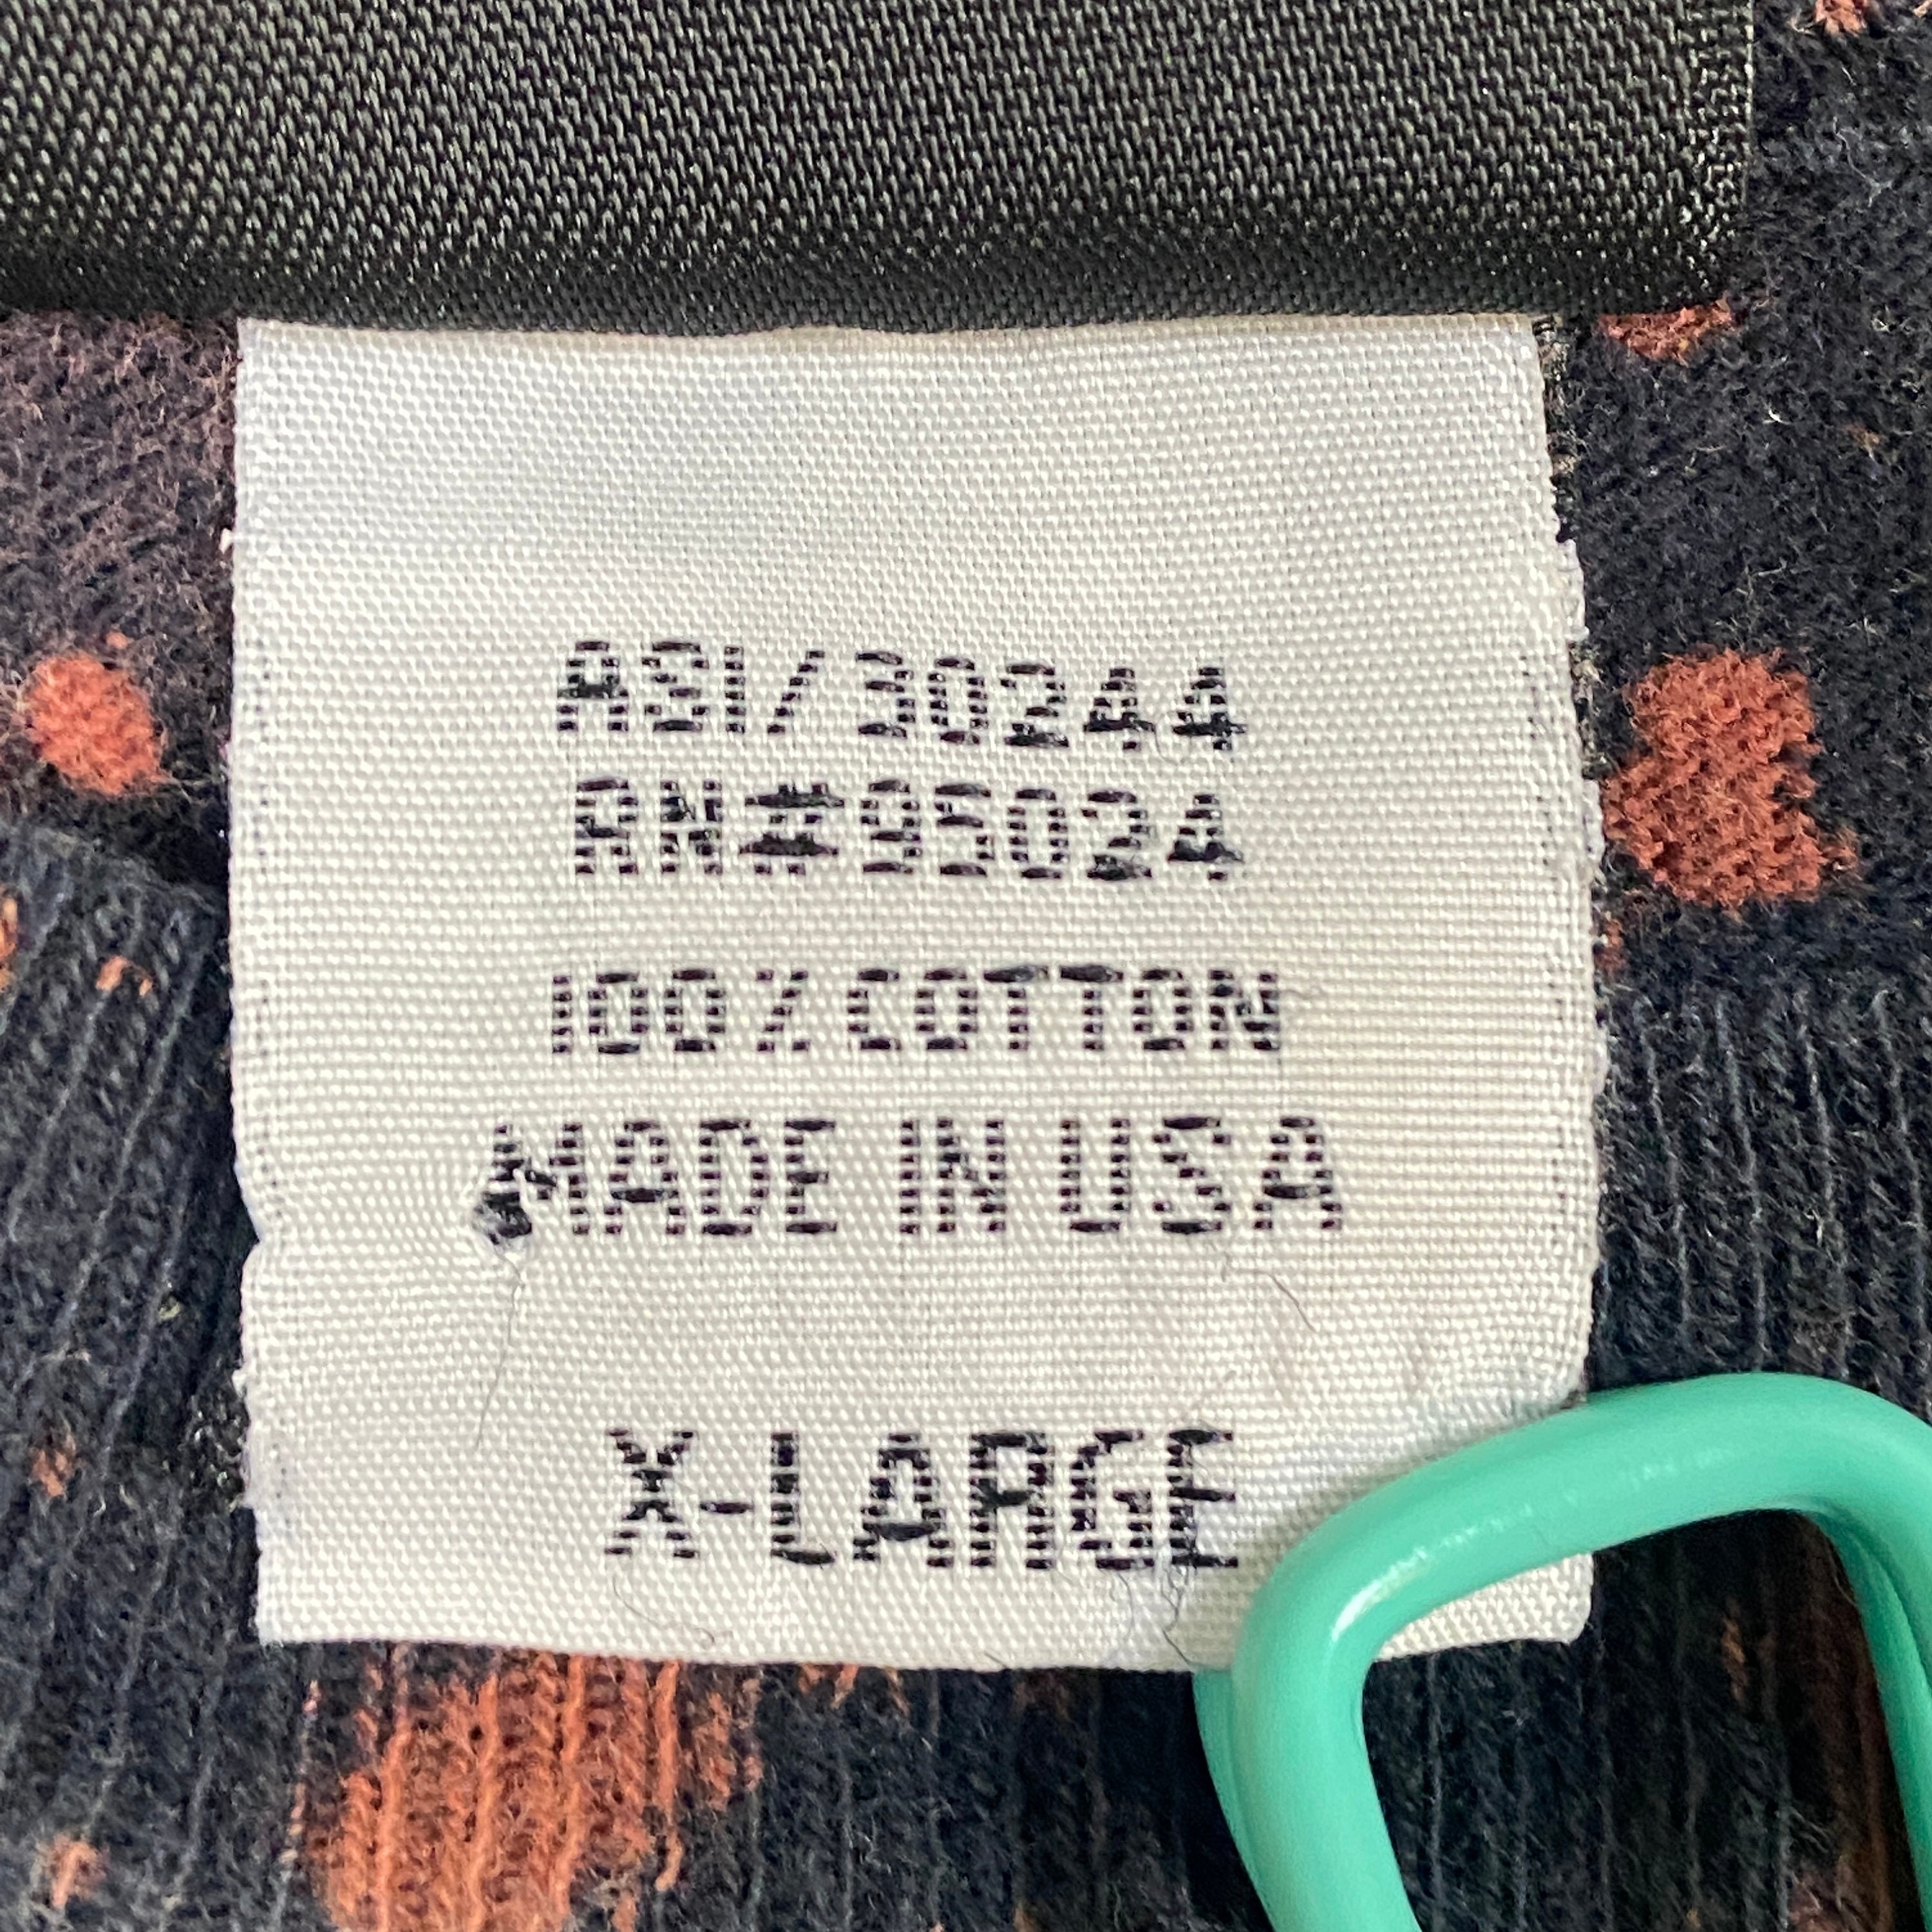 ASI/30244
RN#95024
100% COTTON
MADE IN USA
X-LARGE